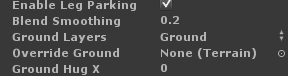 Enable Leg Parking
Blend Smoothing 0.2
Ground Layers Ground
Override Ground None (Terrain)
Ground Hug X 0